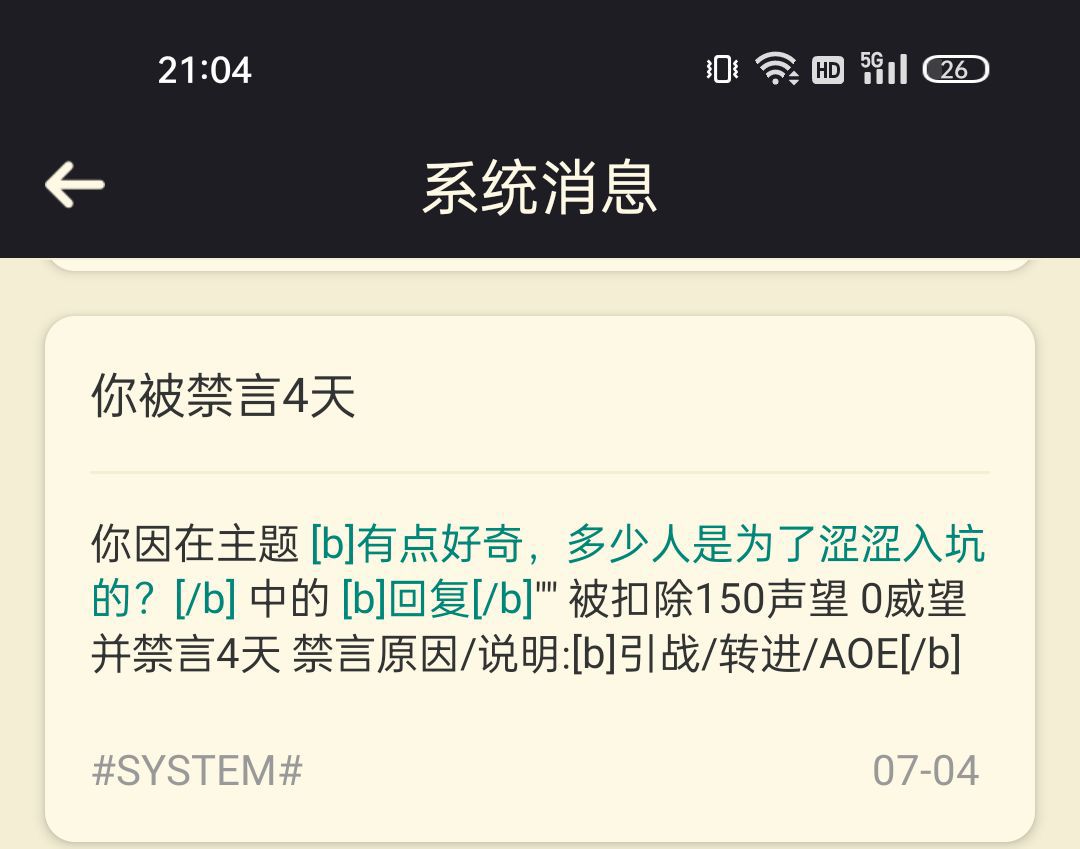 21:04
HD 5G 26
系统消息
你被禁言4天
你因在主题 [b]有点好奇，多少人是为了涩涩入坑
的？[/b] 中的 [b]回复[/b]"" 被扣除150声望 0威望
并禁言4天 禁言原因/说明:[b]引战/转进/AOE[/b]
#SYSTEM#
07-04